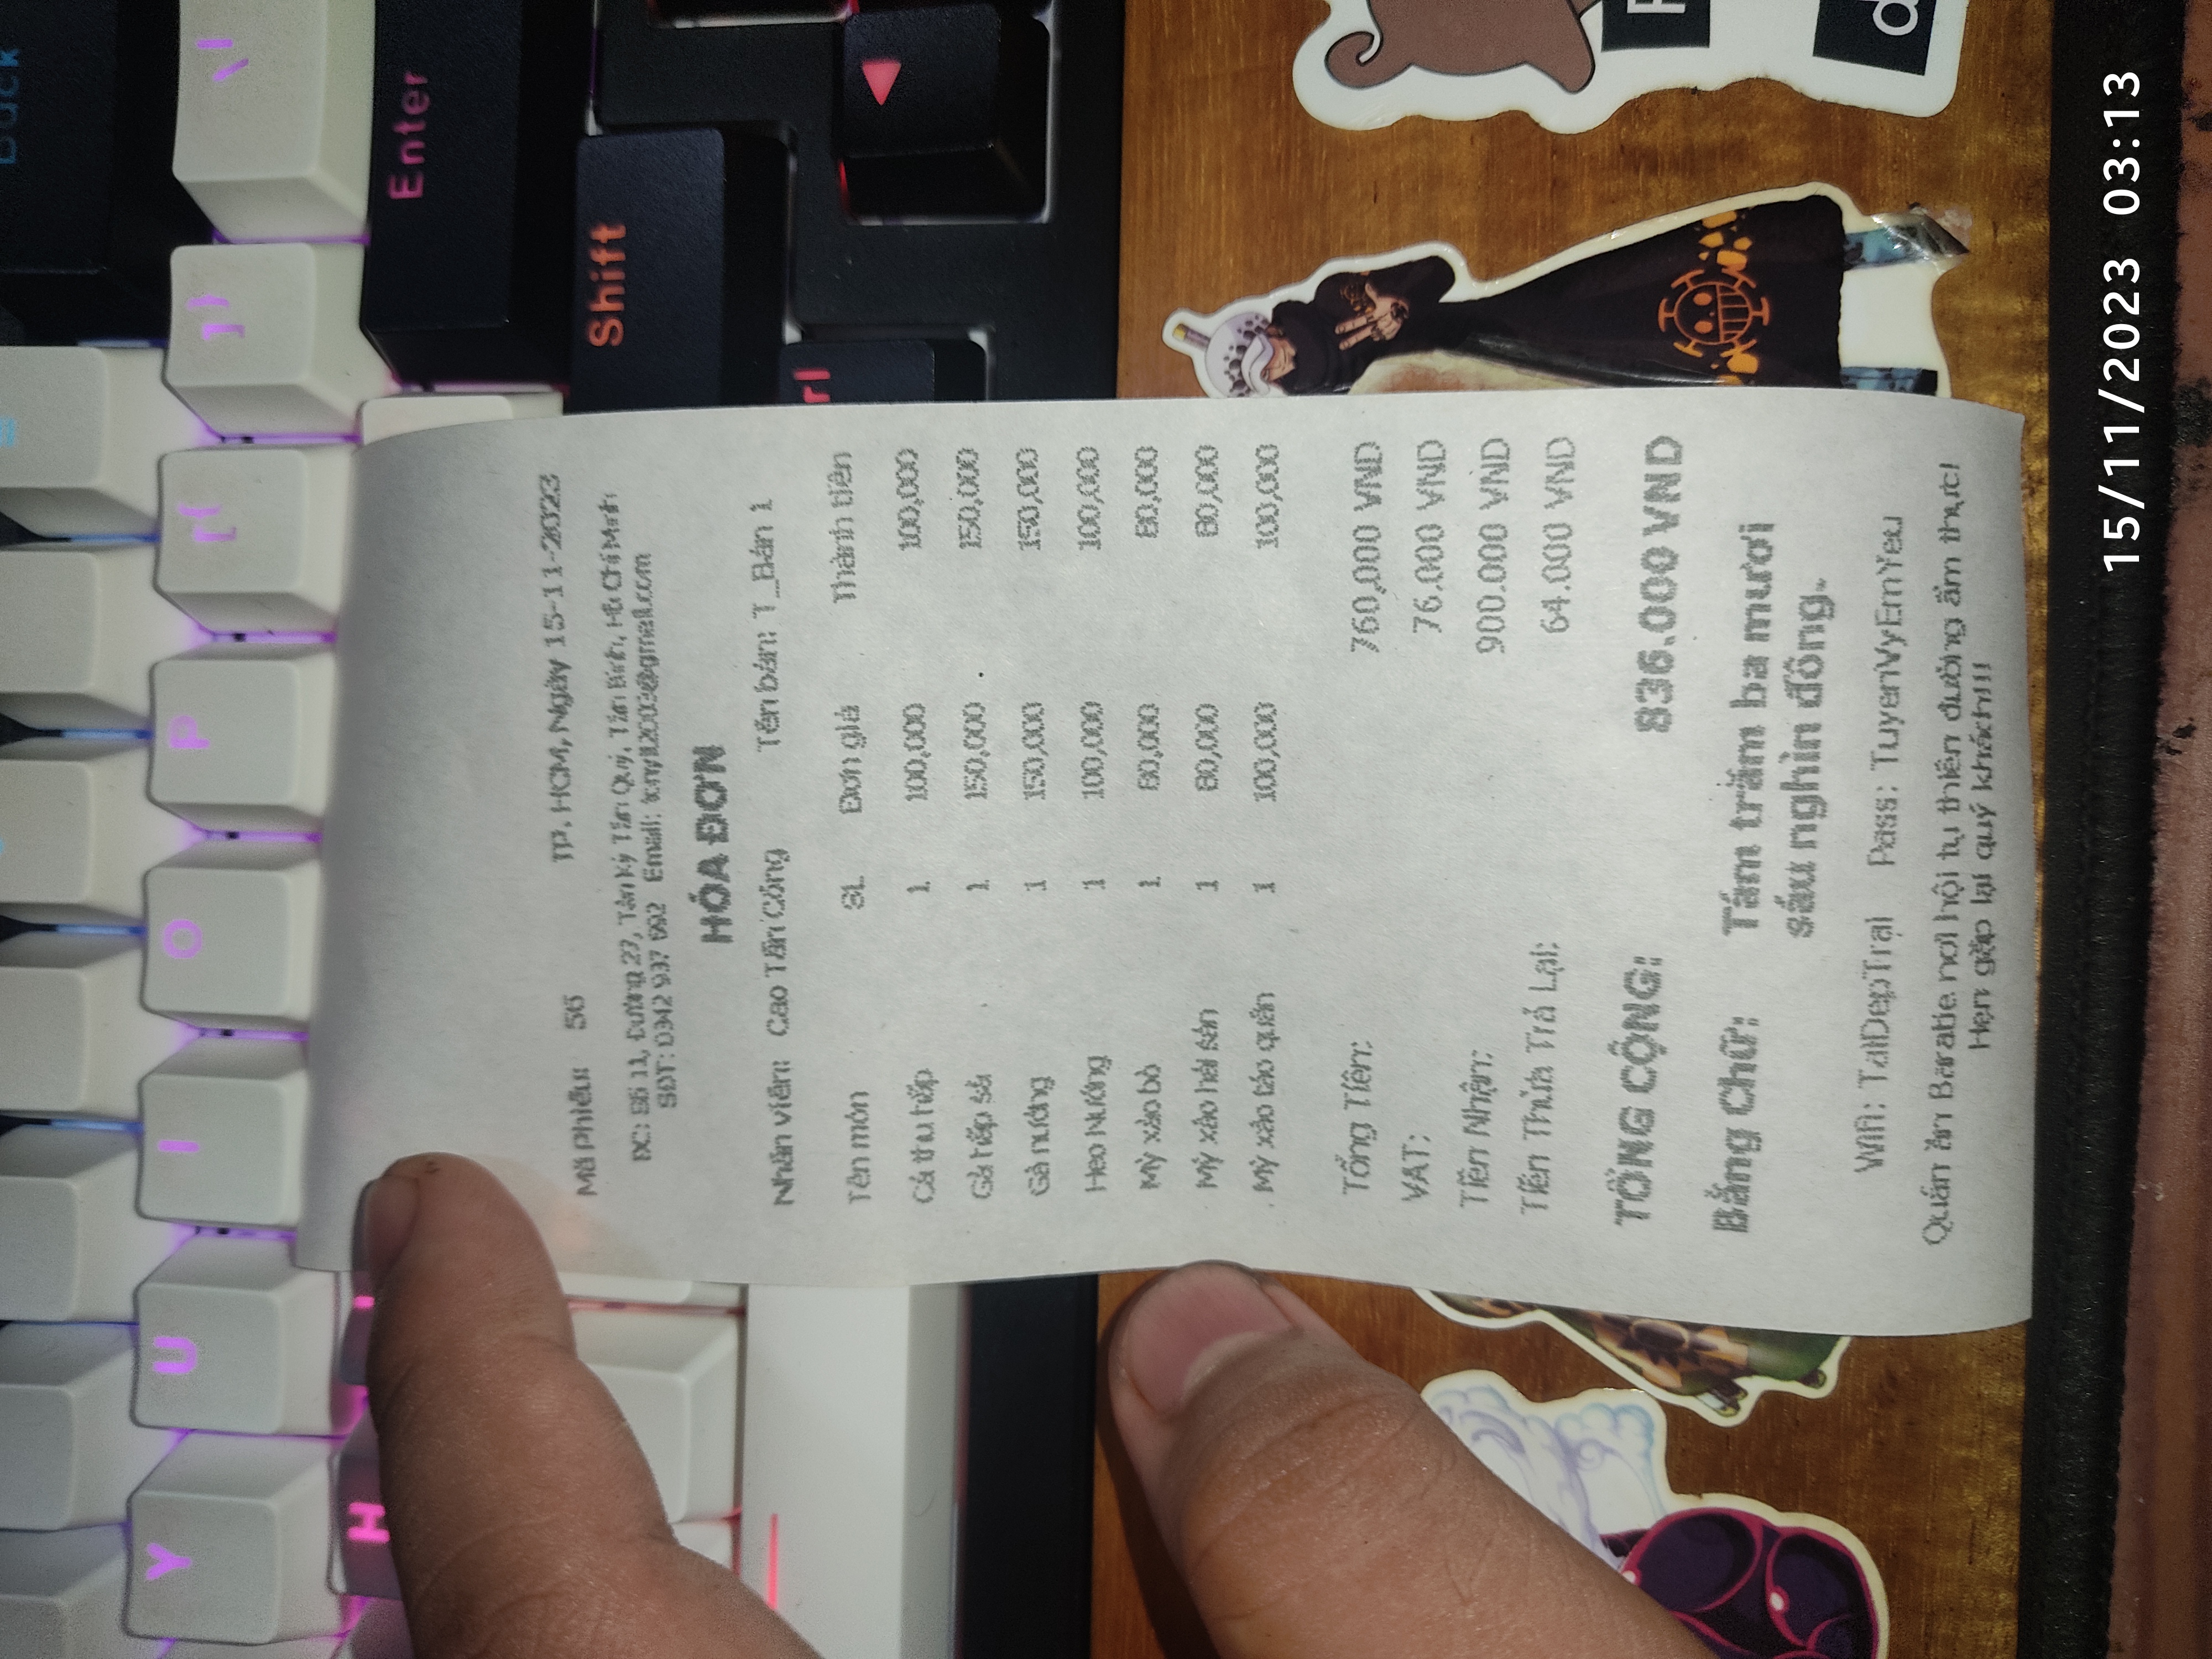 Back
Y U I O P [{ ]} \|
H
Enter
Shift
rl
Mã Phiếu: 56 TP. HCM, Ngày 15-11-2023
ĐC: Số 11, Đường 27, Tân Kỳ Tân Quý, Tân Bình, Hồ Chí Minh
SĐT: 0342 937 Email:
HÓA ĐƠN
Nhân viên: Cao Tấn Công Tên bàn: T_Bàn 1
Tên món SL Đơn giá Thành tiền
Cá thu hấp 1 100,000 100,000
Gà hấp sả 1 150,000 150,000
Gà nướng 1 150,000 150,000
Heo Nướng 1 100,000 100,000
Mỳ xào bò 1 80,000 80,000
Mỳ xào hải sản 1 80,000 80,000
Mỳ xào táo quân 1 100,000 100,000
Tổng Tiền: 760,000 VND
VAT: 76.000 VND
Tiền Nhận: 900.000 VND
Tiền Thừa Trả Lại: 64.000 VND
TỔNG CỘNG: 836.000 VND
Bằng Chữ: Tám trăm ba mươi
sáu nghìn đồng.
Wifi: TaiDepTrai Pass: TuyenVyEmYeu
Quán ăn Baratie nơi hội tụ thiên đường ẩm thực!
Hẹn gặp lại quý khách!!!
15/11/2023 03:13